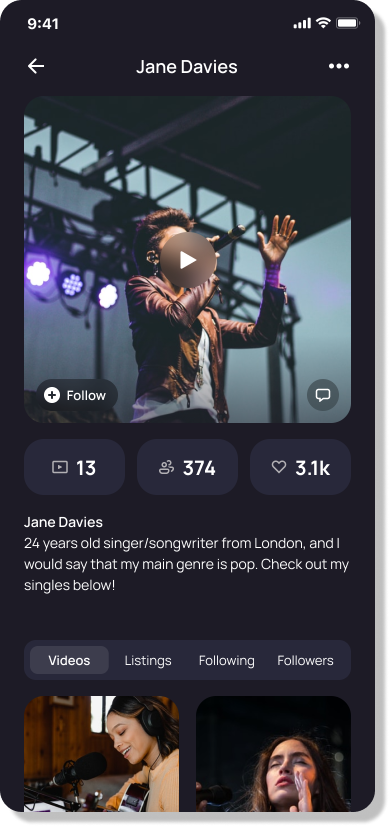 9:41
Jane Davies
Follow
13
374
3.1k
Jane Davies
24 years old singer/songwriter from London, and I
would say that my main genre is pop. Check out my
singles below!
Videos
Listings
Following
Followers